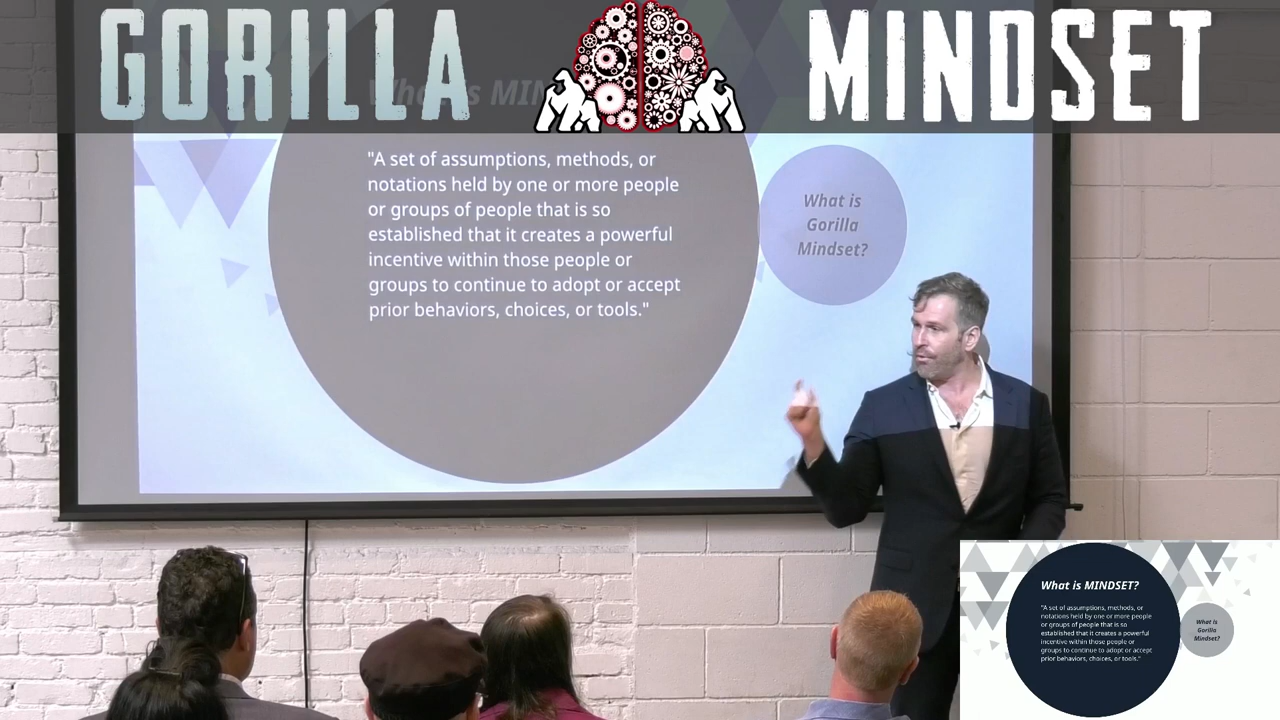 GORILLA MINDSET
What is MIN
"A set of assumptions, methods, or
notations held by one or more people
or groups of people that is so
established that it creates a powerful
incentive within those people or
groups to continue to adopt or accept
prior behaviors, choices, or tools."
What is
Gorilla
Mindset?
What is MINDSET?
"A set of assumptions, methods, or
notations held by one or more people
or groups of people that is so
established that it creates a powerful
incentive within those people or
groups to continue to adopt or accept
prior behaviors, choices, or tools."
What is
Gorilla
Mindset?